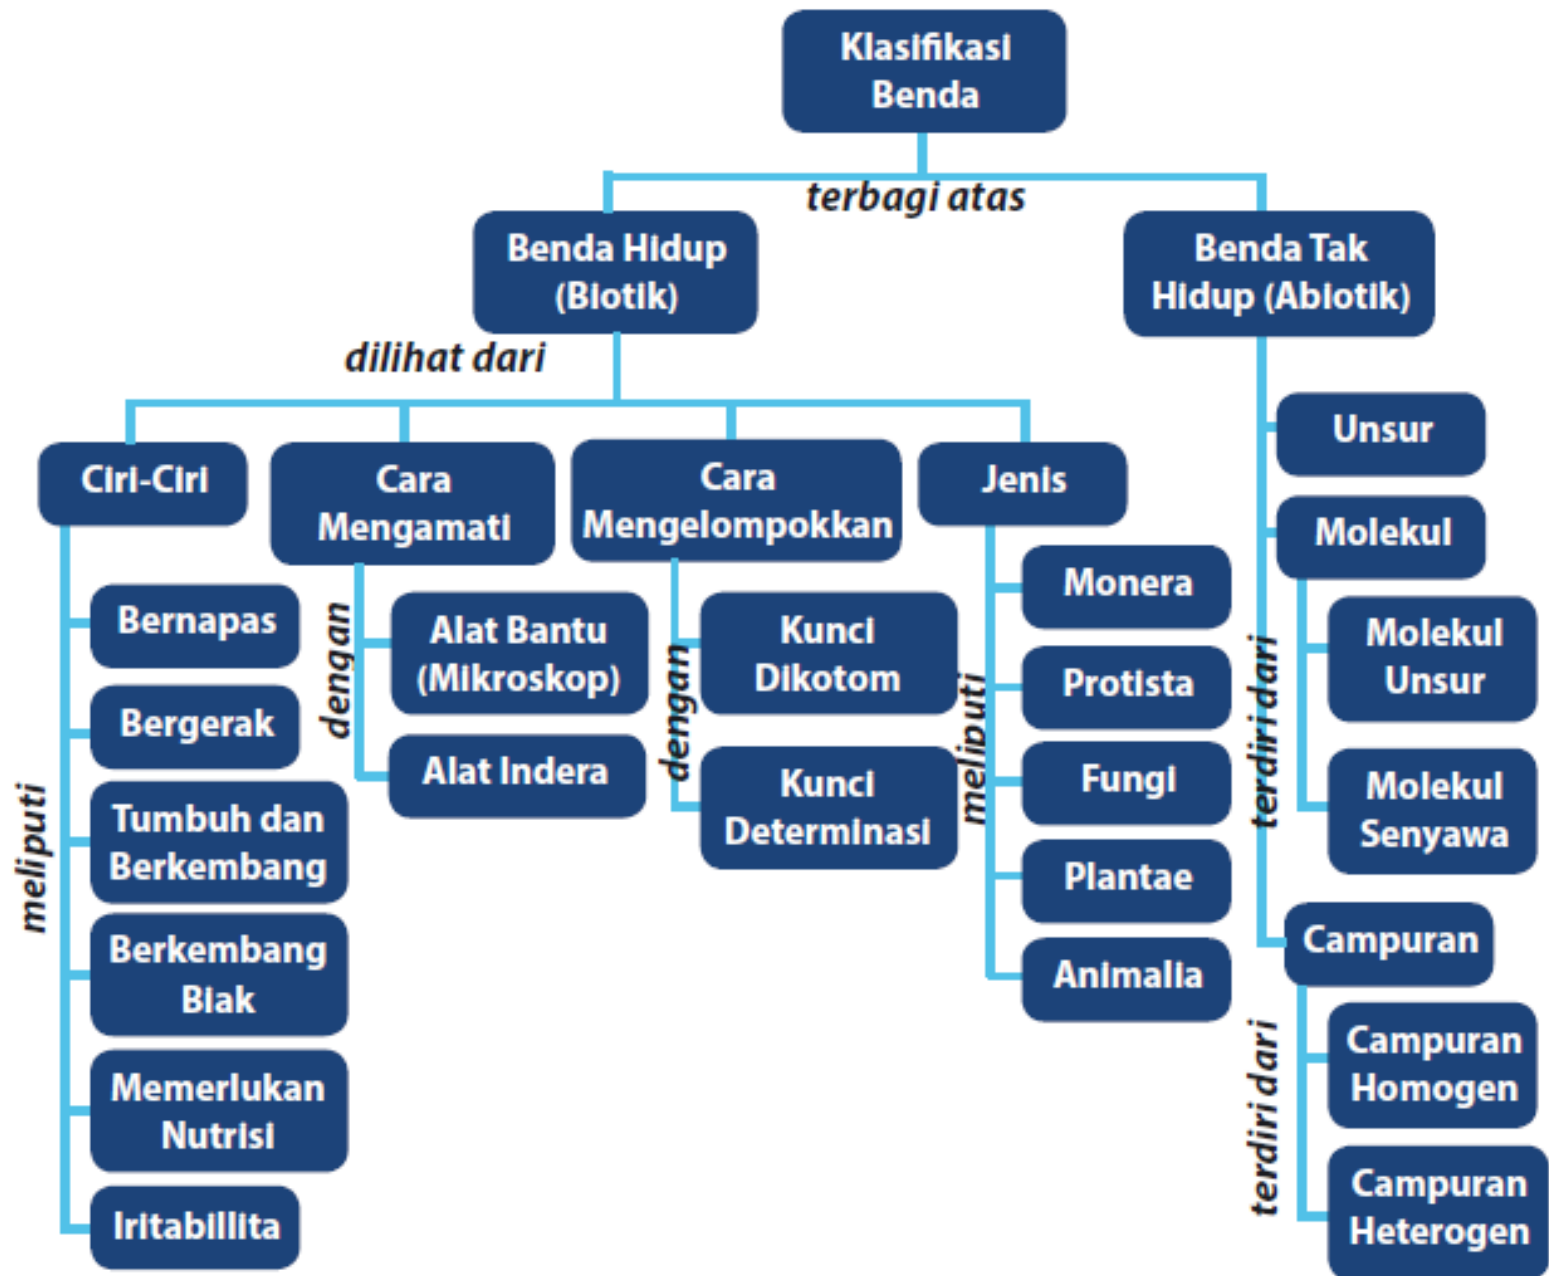 Klasifikasi
Benda
terbagi atas
Benda Hidup
(Biotik)
Benda Tak
Hidup (Abiotik)
dilihat dari
Ciri-Ciri
Cara
Mengamati
Cara
Mengelompokkan
Jenis
meliputi
Bernapas
Bergerak
Tumbuh dan
Berkembang
Berkembang
Biak
Memerlukan
Nutrisi
Iritabillita
dengan
Alat Bantu
(Mikroskop)
Alat Indera
dengan
Kunci
Dikotom
Kunci
Determinasi
meliputi
Monera
Protista
Fungi
Plantae
Animalia
terdiri dari
Unsur
Molekul
Molekul
Unsur
Molekul
Senyawa
Campuran
terdiri dari
Campuran
Homogen
Campuran
Heterogen